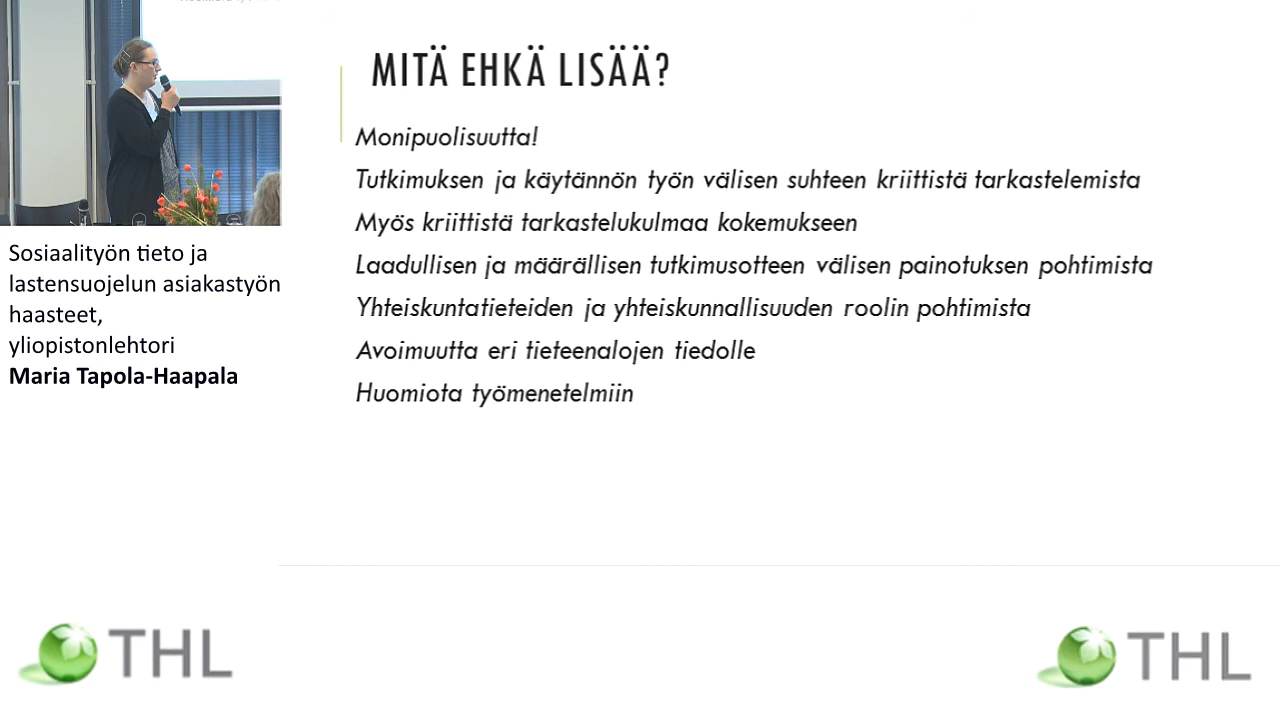 MITÄ EHKÄ LISÄÄ?
Monipuolisuutta!
Tutkimuksen ja käytännön työn välisen suhteen kriittistä tarkastelemista
Myös kriittistä tarkastelukulmaa kokemukseen
Laadullisen ja määrällisen tutkimusotteen välisen painotuksen pohtimista
Yhteiskuntatieteiden ja yhteiskunnallisuuden roolin pohtimista
Avoimuutta eri tieteenalojen tiedolle
Huomiota työmenetelmiin
Sosiaalityön tieto ja
lastensuojelun asiakastyön
haasteet,
yliopistonlehtori
Maria Tapola-Haapala
THL
THL